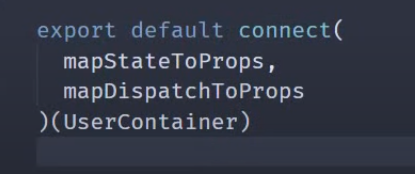 export default connect(
  mapStateToProps,
  mapDispatchToProps
)(UserContainer)